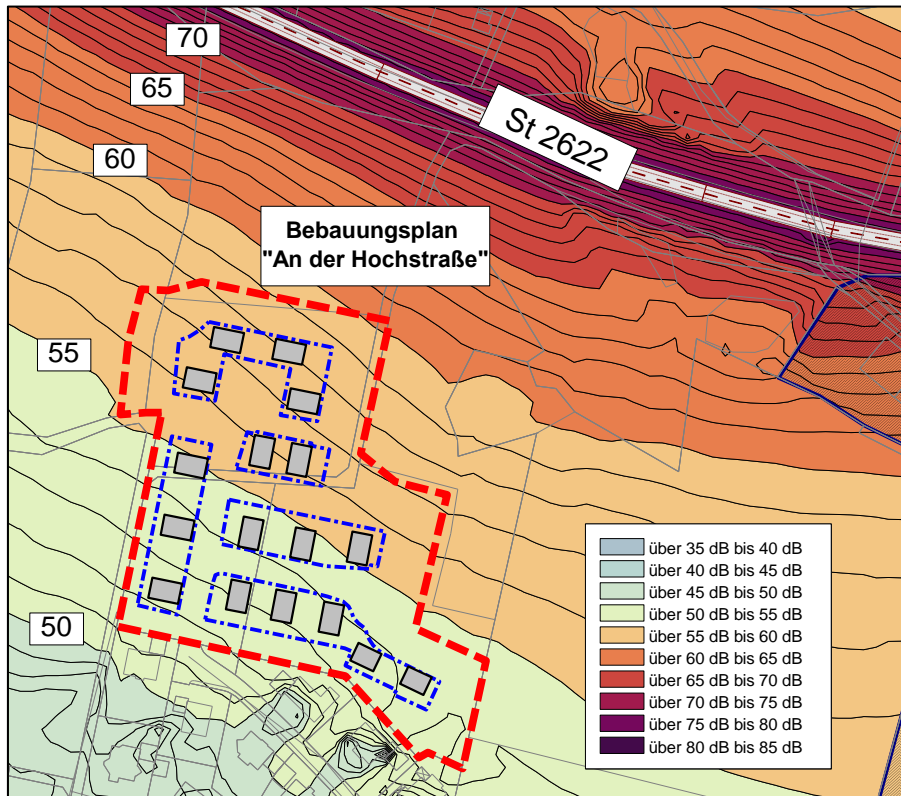 70
65
St 2622
60
Bebauungsplan
"An der Hochstraße"
55
50
über 35 dB bis 40 dB
über 40 dB bis 45 dB
über 45 dB bis 50 dB
über 50 dB bis 55 dB
über 55 dB bis 60 dB
über 60 dB bis 65 dB
über 65 dB bis 70 dB
über 70 dB bis 75 dB
über 75 dB bis 80 dB
über 80 dB bis 85 dB